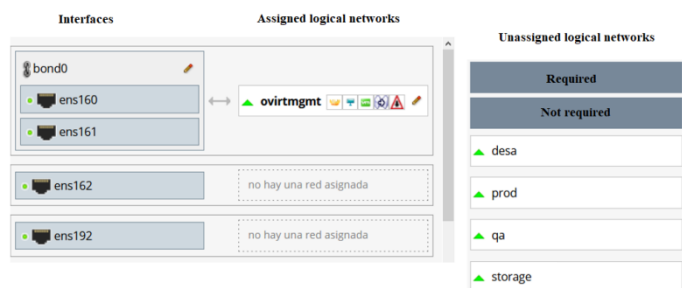 Interfaces
Assigned logical networks
Unassigned logical networks
bond0
ens160
ens161
ovirtmgmt
ens162
no hay una red asignada
ens192
no hay una red asignada
Required
Not required
desa
prod
qa
storage